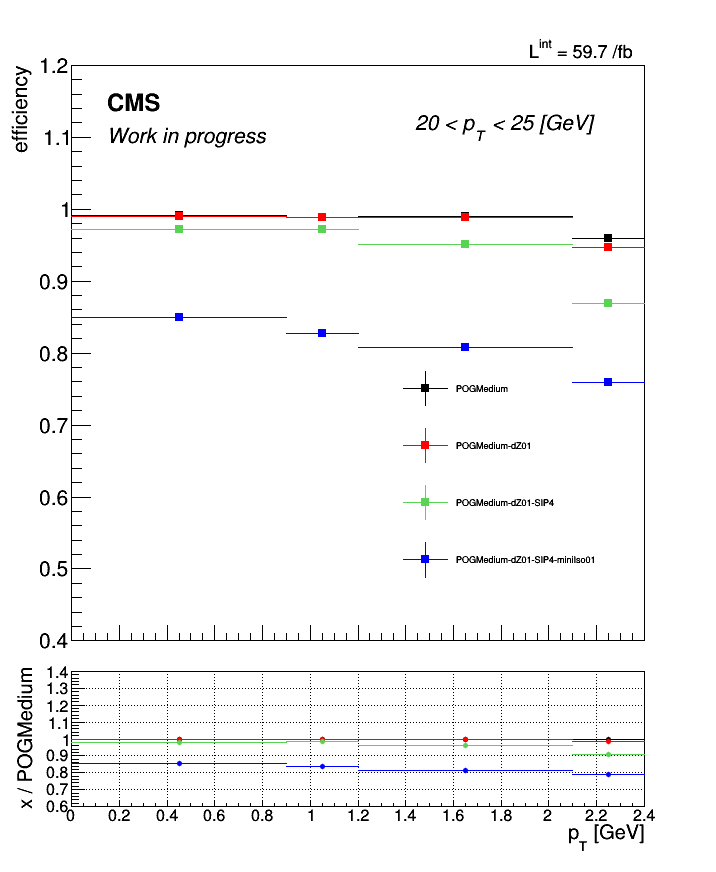 L^int = 59.7 /fb
efficiency
1.2
1.1
1
0.9
0.8
0.7
0.6
0.5
0.4
CMS
Work in progress
20 < p_T < 25 [GeV]
POGMedium
POGMedium-dZ01
POGMedium-dZ01-SIP4
POGMedium-dZ01-SIP4-miniIso01
x / POGMedium
1.4
1.3
1.2
1.1
1
0.9
0.8
0.7
0.6
0 0.2 0.4 0.6 0.8 1 1.2 1.4 1.6 1.8 2 2.2 2.4
p_T [GeV]